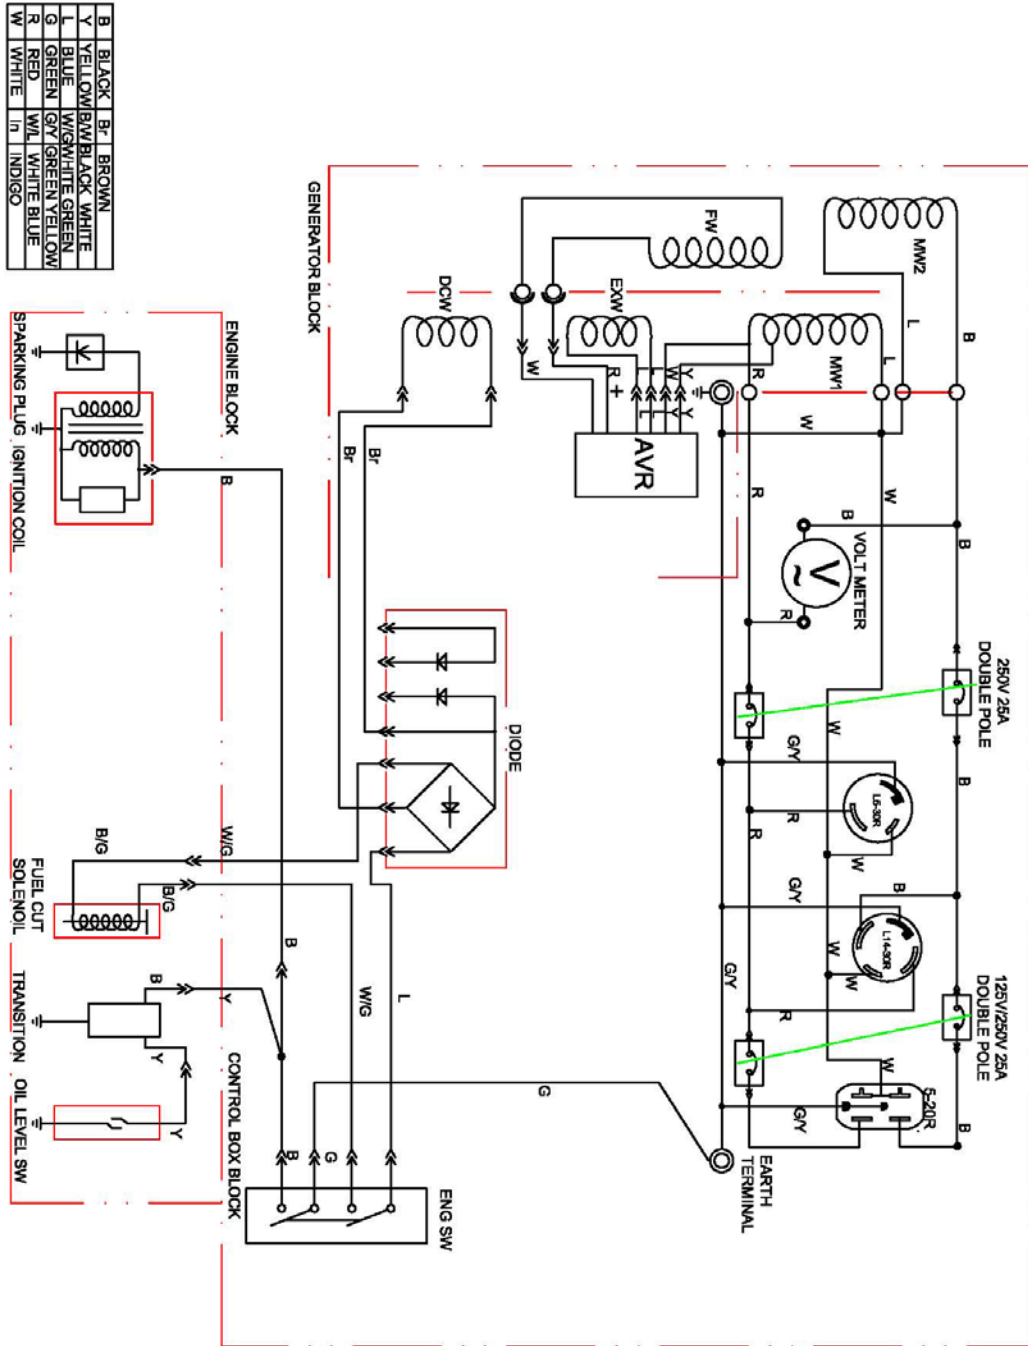 B BLACK Br BROWN
Y YELLOW B/W BLACK WHITE
L BLUE W/G WHITE GREEN
G GREEN G/Y GREEN YELLOW
R RED W/L WHITE BLUE
W WHITE In INDIGO
GENERATOR BLOCK
MW2
FW
EXW
DCW
MW1
L
B
L
R
W
R
+
L
L
W
Y
L
L
Y
Y
AVR
W
W
R
B
B
V
~
VOLT METER
R
250V 25A
DOUBLE POLE
W
G/Y
B
L5-30R
R
R
W
G/Y
B
L14-30R
W
W
G/Y
R
125V/250V 25A
DOUBLE POLE
W
5-20R
G/Y
B
EARTH
TERMINAL
ENGINE BLOCK
SPARKING PLUG
IGNITION COIL
B
Br
Br
DIODE
B/G
W/G
B/G
FUEL CUT
SOLENOIL
B
L
W/G
B
Y
Y
TRANSITION
OIL LEVEL SW
Y
CONTROL BOX BLOCK
G
B
G
ENG SW